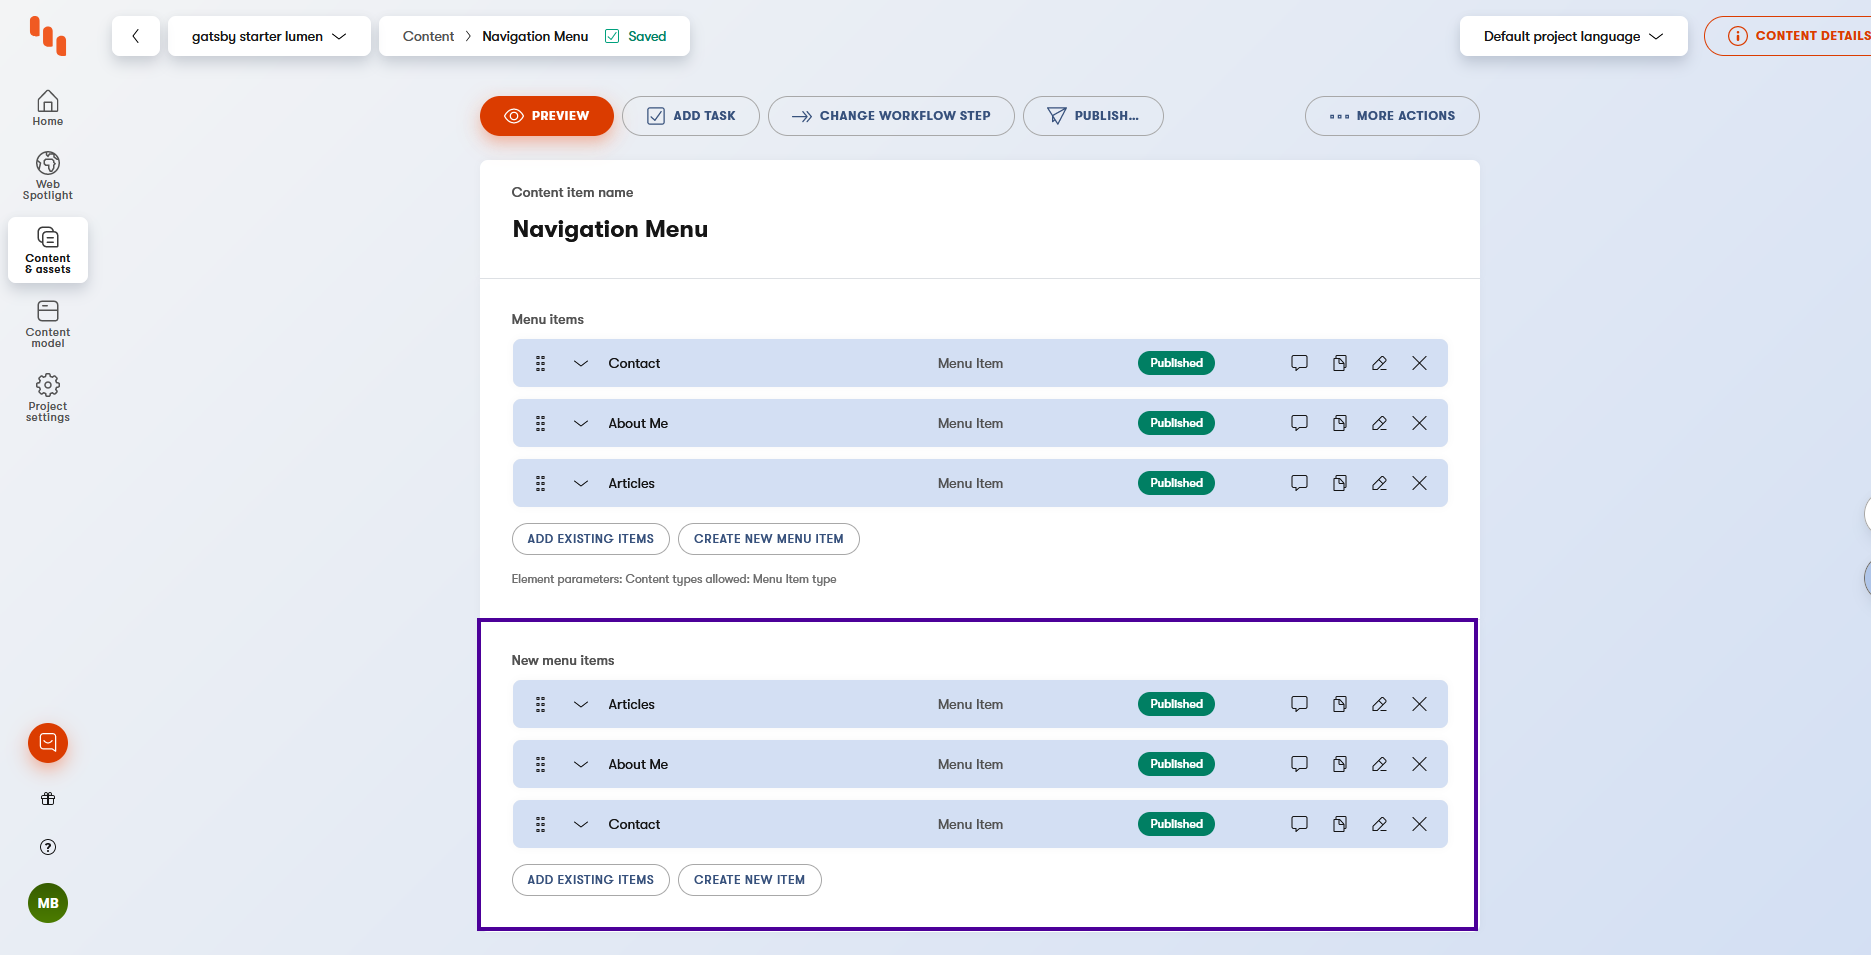 gatsby starter lumen
Content > Navigation Menu Saved
Default project language
CONTENT DETAILS
Home
Web
Spotlight
Content
& assets
Content
model
Project
settings
MB
PREVIEW
ADD TASK
CHANGE WORKFLOW STEP
PUBLISH...
MORE ACTIONS
Content item name
Navigation Menu
Menu items
Contact Menu Item Published
About Me Menu Item Published
Articles Menu Item Published
ADD EXISTING ITEMS CREATE NEW MENU ITEM
Element parameters: Content types allowed: Menu Item type
New menu items
Articles Menu Item Published
About Me Menu Item Published
Contact Menu Item Published
ADD EXISTING ITEMS CREATE NEW ITEM